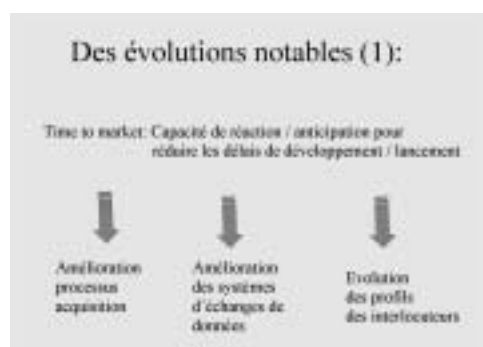 Des évolutions notables (1):
Time to market: Capacité de réaction / anticipation pour
réduire les délais de développement / lancement
Amélioration
processus
acquisition
Amélioration
des systèmes
d'échanges de
données
Evolution
des profils
des interlocuteurs